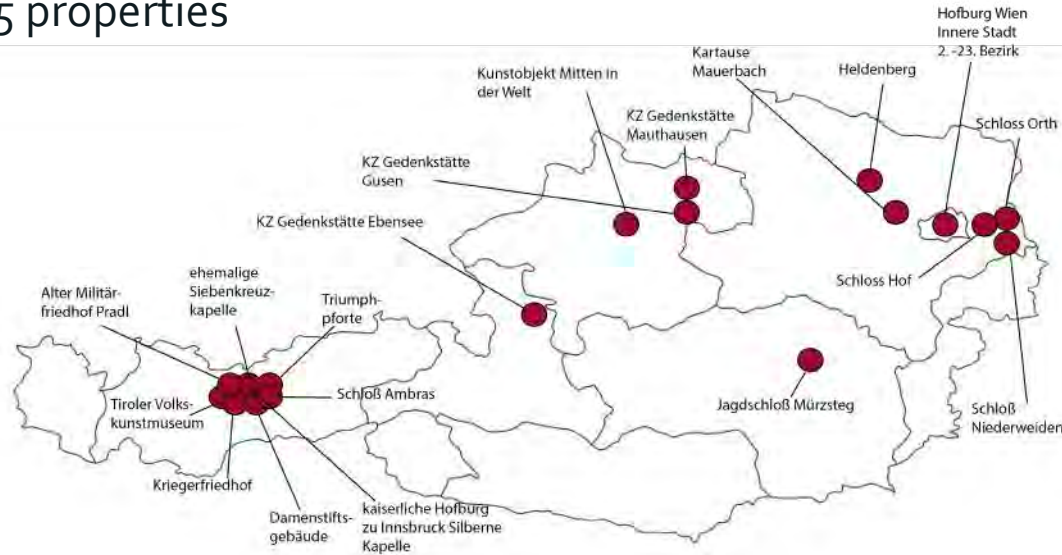 5 properties
Hofburg Wien
Innere Stadt
2. -23. Bezirk
Kartause
Mauerbach
Heldenberg
Kunstobjekt Mitten in
der Welt
KZ Gedenkstätte
Mauthausen
Schloss Orth
KZ Gedenkstätte
Gusen
KZ Gedenkstätte Ebensee
Schloss Hof
ehemalige
Siebenkreuz-
kapelle
Alter Militär-
friedhof Pradl
Triumph-
pforte
Schloß Ambras
Tiroler Volks-
kunstmuseum
Jagdschloß Mürzsteg
Schloß
Niederweiden
Kriegerfriedhof
Damenstifts-
gebäude
kaiserliche Hofburg
zu Innsbruck Silberne
Kapelle